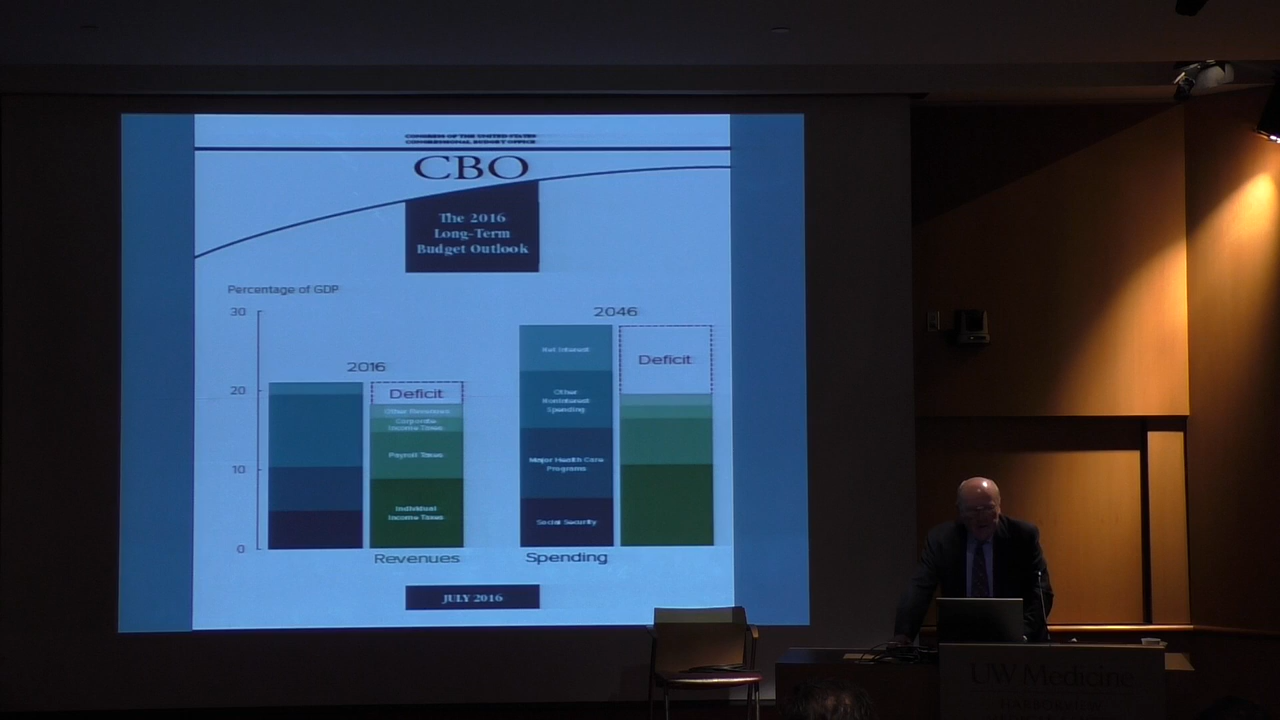 CONGRESS OF THE UNITED STATES
CONGRESSIONAL BUDGET OFFICE
CBO
The 2016
Long-Term
Budget Outlook
Percentage of GDP
30
20
10
0
2016
Deficit
Other Revenues
Corporate
Income Taxes
Payroll Taxes
Individual
Income Taxes
Revenues
2046
Net Interest
Other
Noninterest
Spending
Major Health Care
Programs
Social Security
Deficit
Spending
JULY 2016
UW Medicine